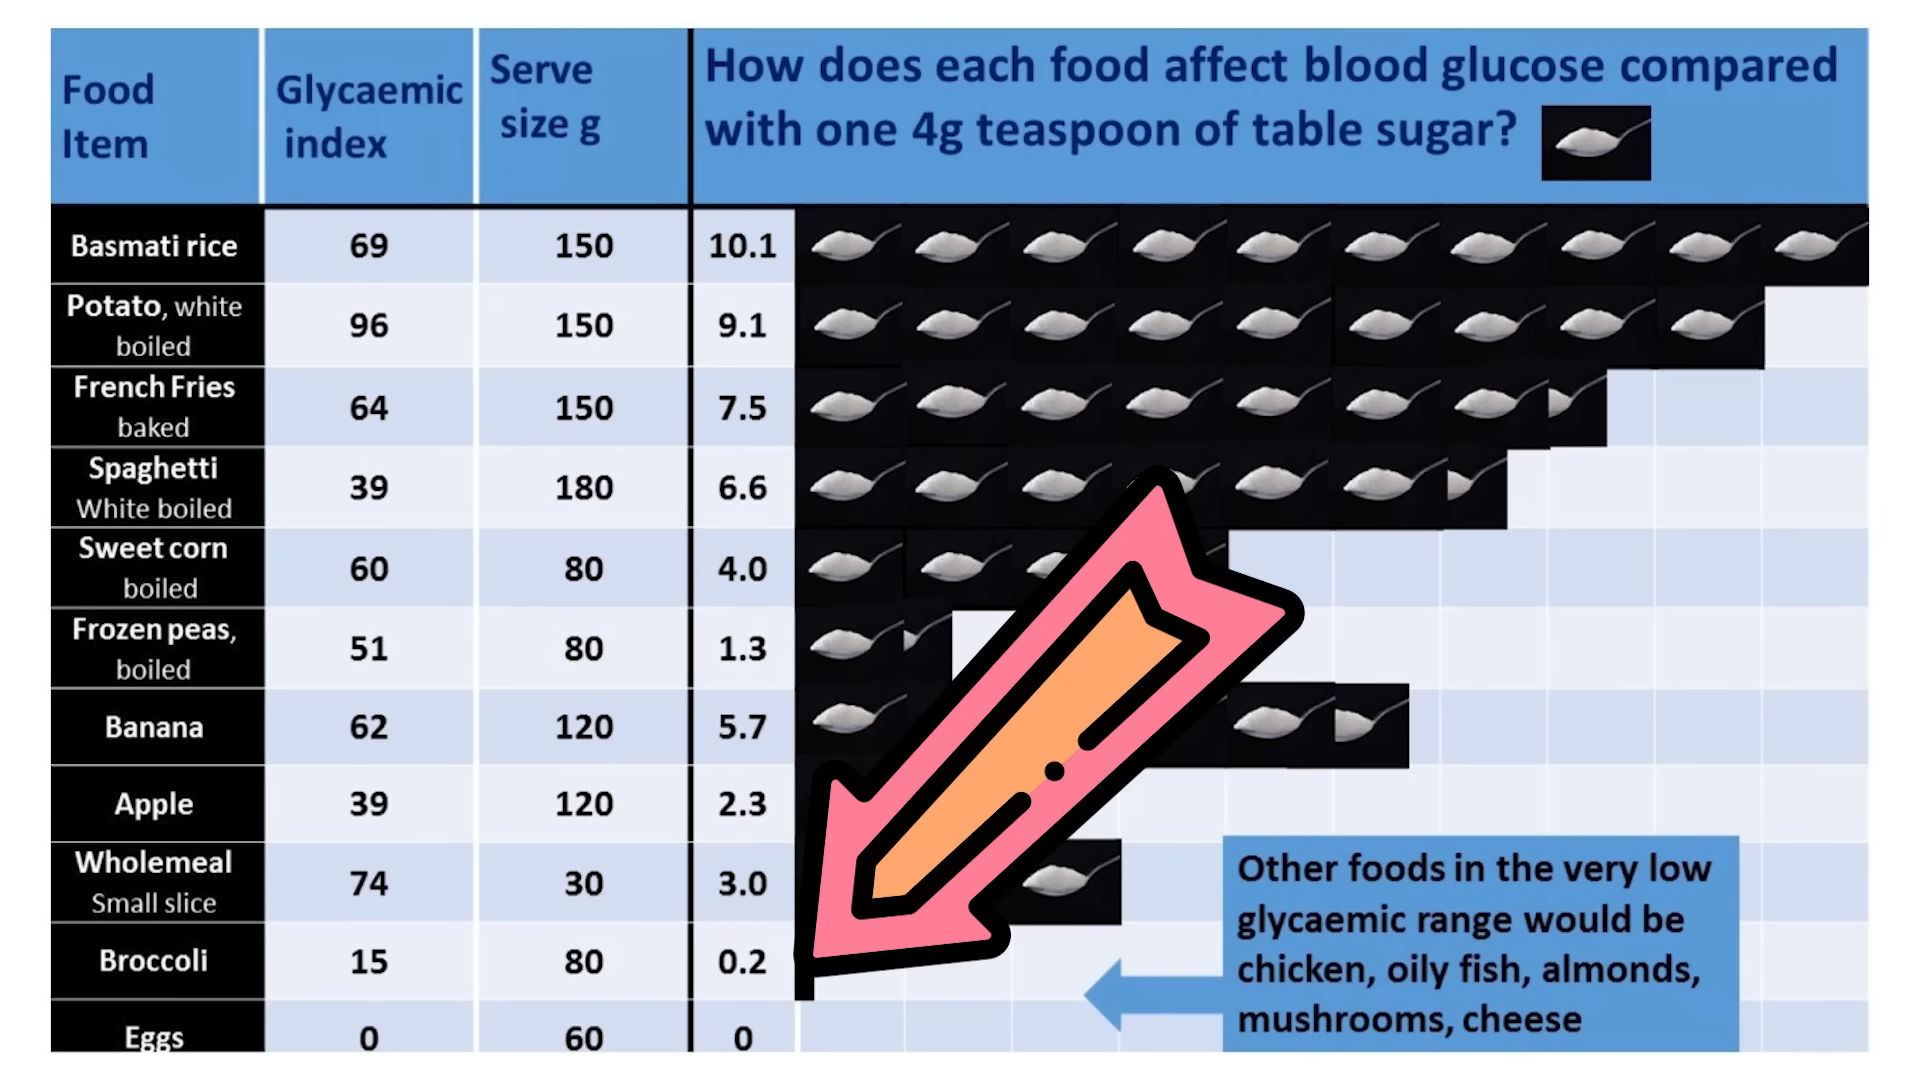 Food
Item
Glycaemic
index
Serve
size g
How does each food affect blood glucose compared
with one 4g teaspoon of table sugar?
Basmati rice 69 150 10.1
Potato, white
boiled 96 150 9.1
French Fries
baked 64 150 7.5
Spaghetti
White boiled 39 180 6.6
Sweet corn
boiled 60 80 4.0
Frozen peas,
boiled 51 80 1.3
Banana 62 120 5.7
Apple 39 120 2.3
Wholemeal
Small slice 74 30 3.0
Broccoli 15 80 0.2
Eggs 0 60 0
Other foods in the very low
glycaemic range would be
chicken, oily fish, almonds,
mushrooms, cheese